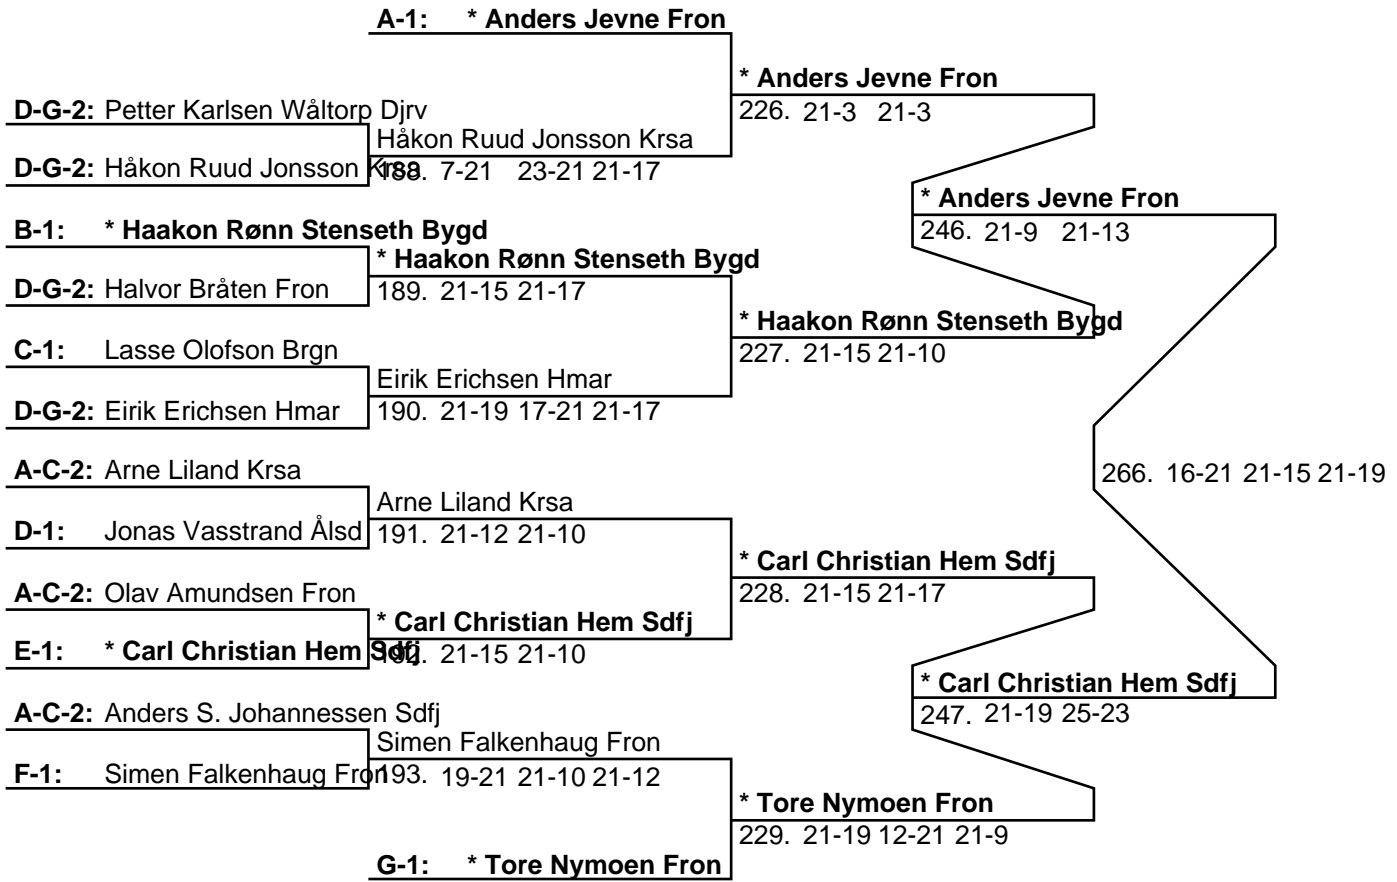 A-1: * Anders Jevne Fron
* Anders Jevne Fron
226. 21-3 21-3
D-G-2: Petter Karlsen Wåltorp Djrv
Håkon Ruud Jonsson Krsa
D-G-2: Håkon Ruud Jonsson Krsa
188. 7-21 23-21 21-17
* Anders Jevne Fron
246. 21-9 21-13
B-1: * Haakon Rønn Stenseth Bygd
* Haakon Rønn Stenseth Bygd
D-G-2: Halvor Bråten Fron
189. 21-15 21-17
* Haakon Rønn Stenseth Bygd
227. 21-15 21-10
C-1: Lasse Olofson Brgn
Eirik Erichsen Hmar
D-G-2: Eirik Erichsen Hmar
190. 21-19 17-21 21-17
A-C-2: Arne Liland Krsa
266. 16-21 21-15 21-19
Arne Liland Krsa
D-1: Jonas Vasstrand Ålsd
191. 21-12 21-10
* Carl Christian Hem Sdfj
228. 21-15 21-17
A-C-2: Olav Amundsen Fron
* Carl Christian Hem Sdfj
E-1: * Carl Christian Hem Sdfj
192. 21-15 21-10
* Carl Christian Hem Sdfj
247. 21-19 25-23
A-C-2: Anders S. Johannessen Sdfj
Simen Falkenhaug Fron
F-1: Simen Falkenhaug Fron
193. 19-21 21-10 21-12
* Tore Nymoen Fron
229. 21-19 12-21 21-9
G-1: * Tore Nymoen Fron